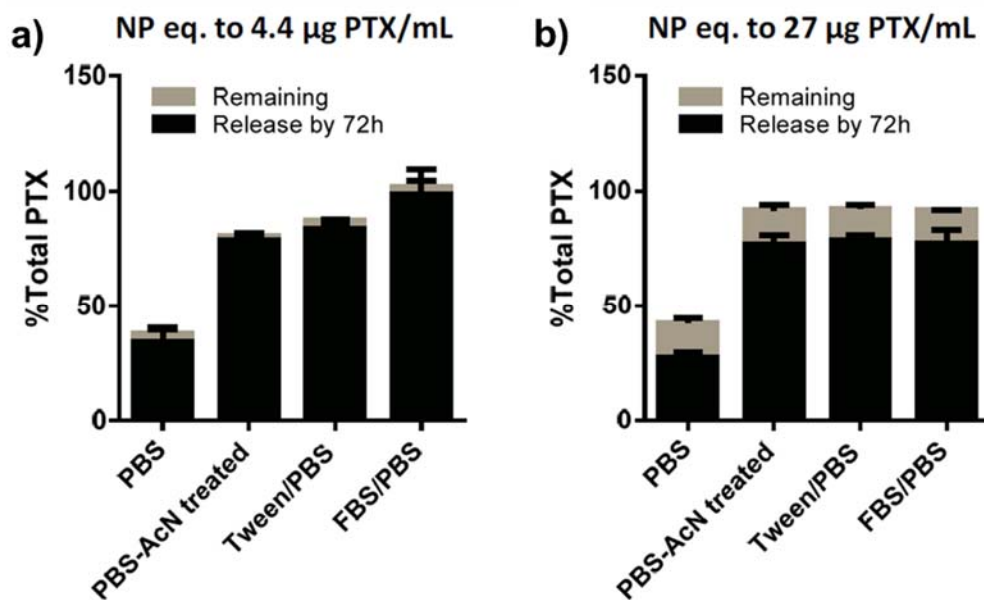 a)
NP eq. to 4.4 µg PTX/mL
%Total PTX
150
100
50
0
Remaining
Release by 72h
PBS
PBS-AcN treated
Tween/PBS
FBS/PBS
b)
NP eq. to 27 µg PTX/mL
%Total PTX
150
100
50
0
Remaining
Release by 72h
PBS
PBS-AcN treated
Tween/PBS
FBS/PBS